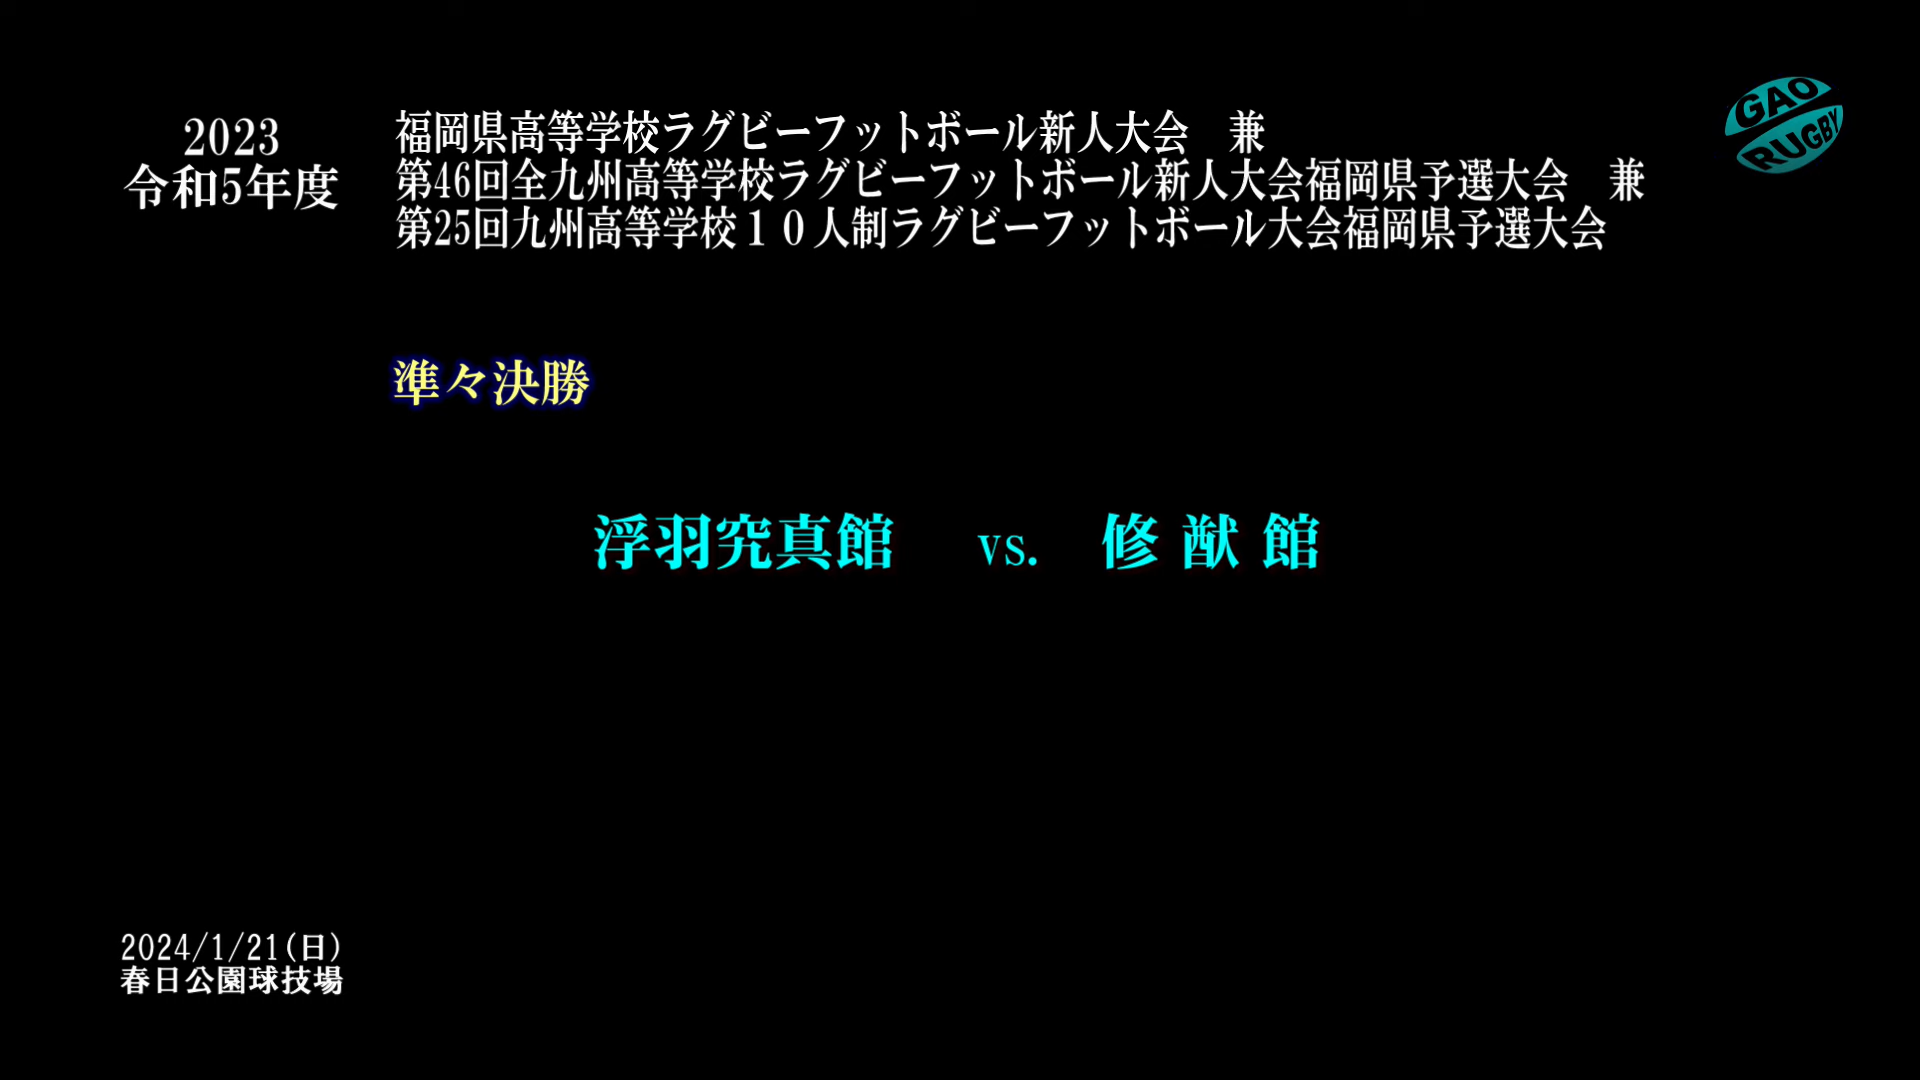 2023
令和5年度
福岡県高等学校ラグビーフットボール新人大会　兼
第46回全九州高等学校ラグビーフットボール新人大会福岡県予選大会　兼
第25回九州高等学校１０人制ラグビーフットボール大会福岡県予選大会
GAO
RUGBY
準々決勝
浮羽究真館　vs.　修猷館
2024/1/21(日)
春日公園球技場